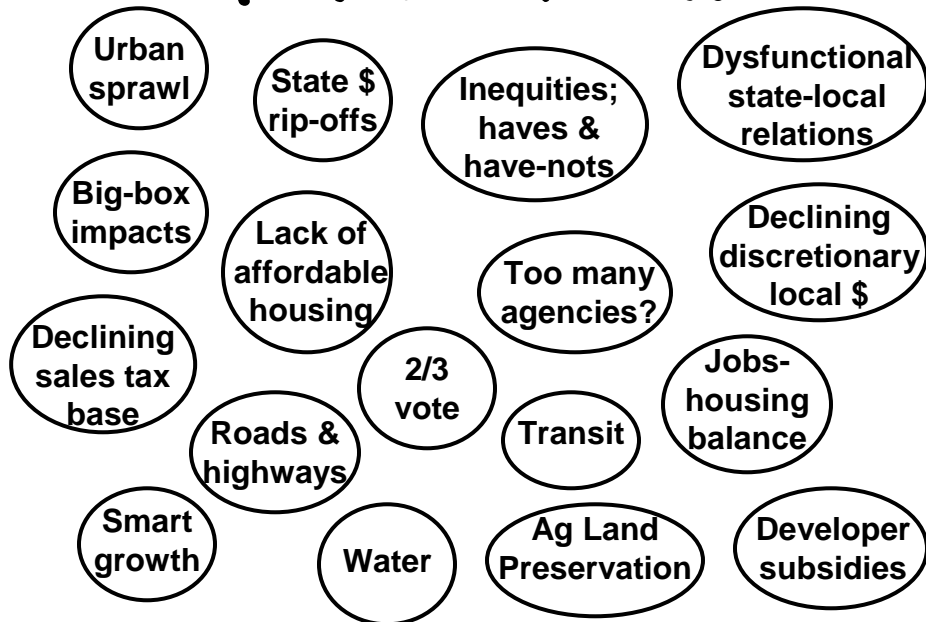 Urban
sprawl
State $
rip-offs
Inequities;
haves &
have-nots
Dysfunctional
state-local
relations
Big-box
impacts
Lack of
affordable
housing
Too many
agencies?
Declining
discretionary
local $
Declining
sales tax
base
2/3
vote
Jobs-
housing
balance
Roads &
highways
Transit
Smart
growth
Water
Ag Land
Preservation
Developer
subsidies